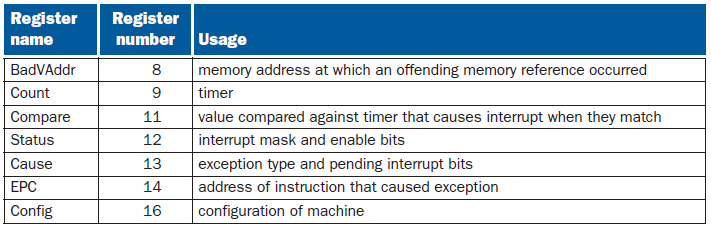 Register name Register number Usage
BadVAddr 8 memory address at which an offending memory reference occurred
Count 9 timer
Compare 11 value compared against timer that causes interrupt when they match
Status 12 interrupt mask and enable bits
Cause 13 exception type and pending interrupt bits
EPC 14 address of instruction that caused exception
Config 16 configuration of machine